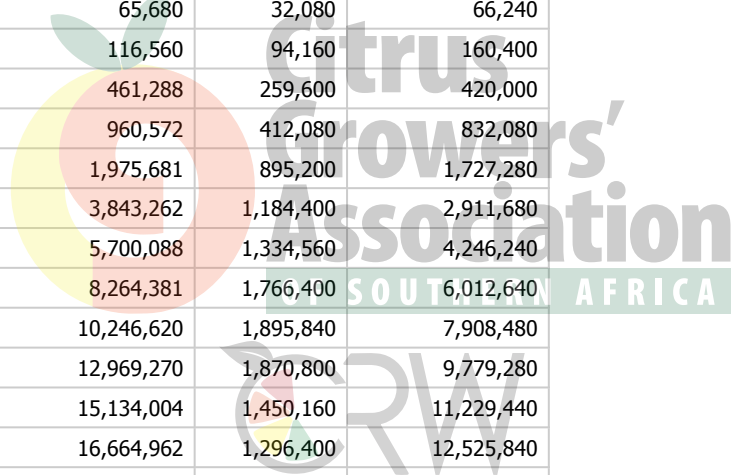 65,680 32,080 66,240
116,560 94,160 160,400
461,288 259,600 420,000
960,572 412,080 832,080
1,975,681 895,200 1,727,280
3,843,262 1,184,400 2,911,680
5,700,088 1,334,560 4,246,240
8,264,381 1,766,400 6,012,640
10,246,620 1,895,840 7,908,480
12,969,270 1,870,800 9,779,280
15,134,004 1,450,160 11,229,440
16,664,962 1,296,400 12,525,840
Citrus
Growers'
Association
OF SOUTHERN AFRICA
CRW